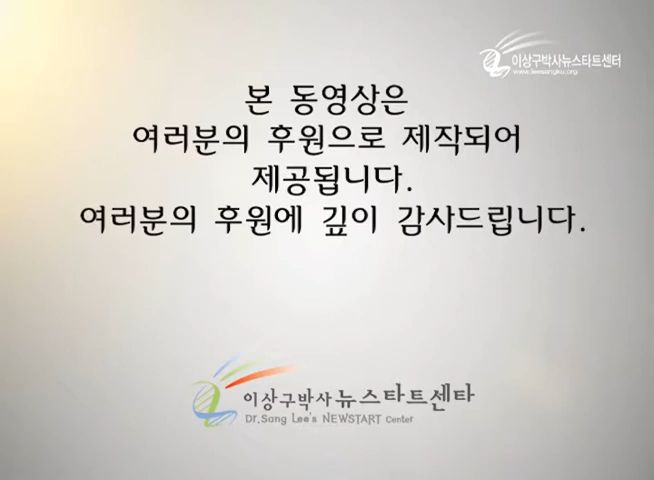 이상구박사뉴스타트센터
www.leesangku.org
본 동영상은
여러분의 후원으로 제작되어
제공됩니다.
여러분의 후원에 깊이 감사드립니다.
이상구박사뉴스타트센타
Dr.Sang Lee's NEWSTART Center